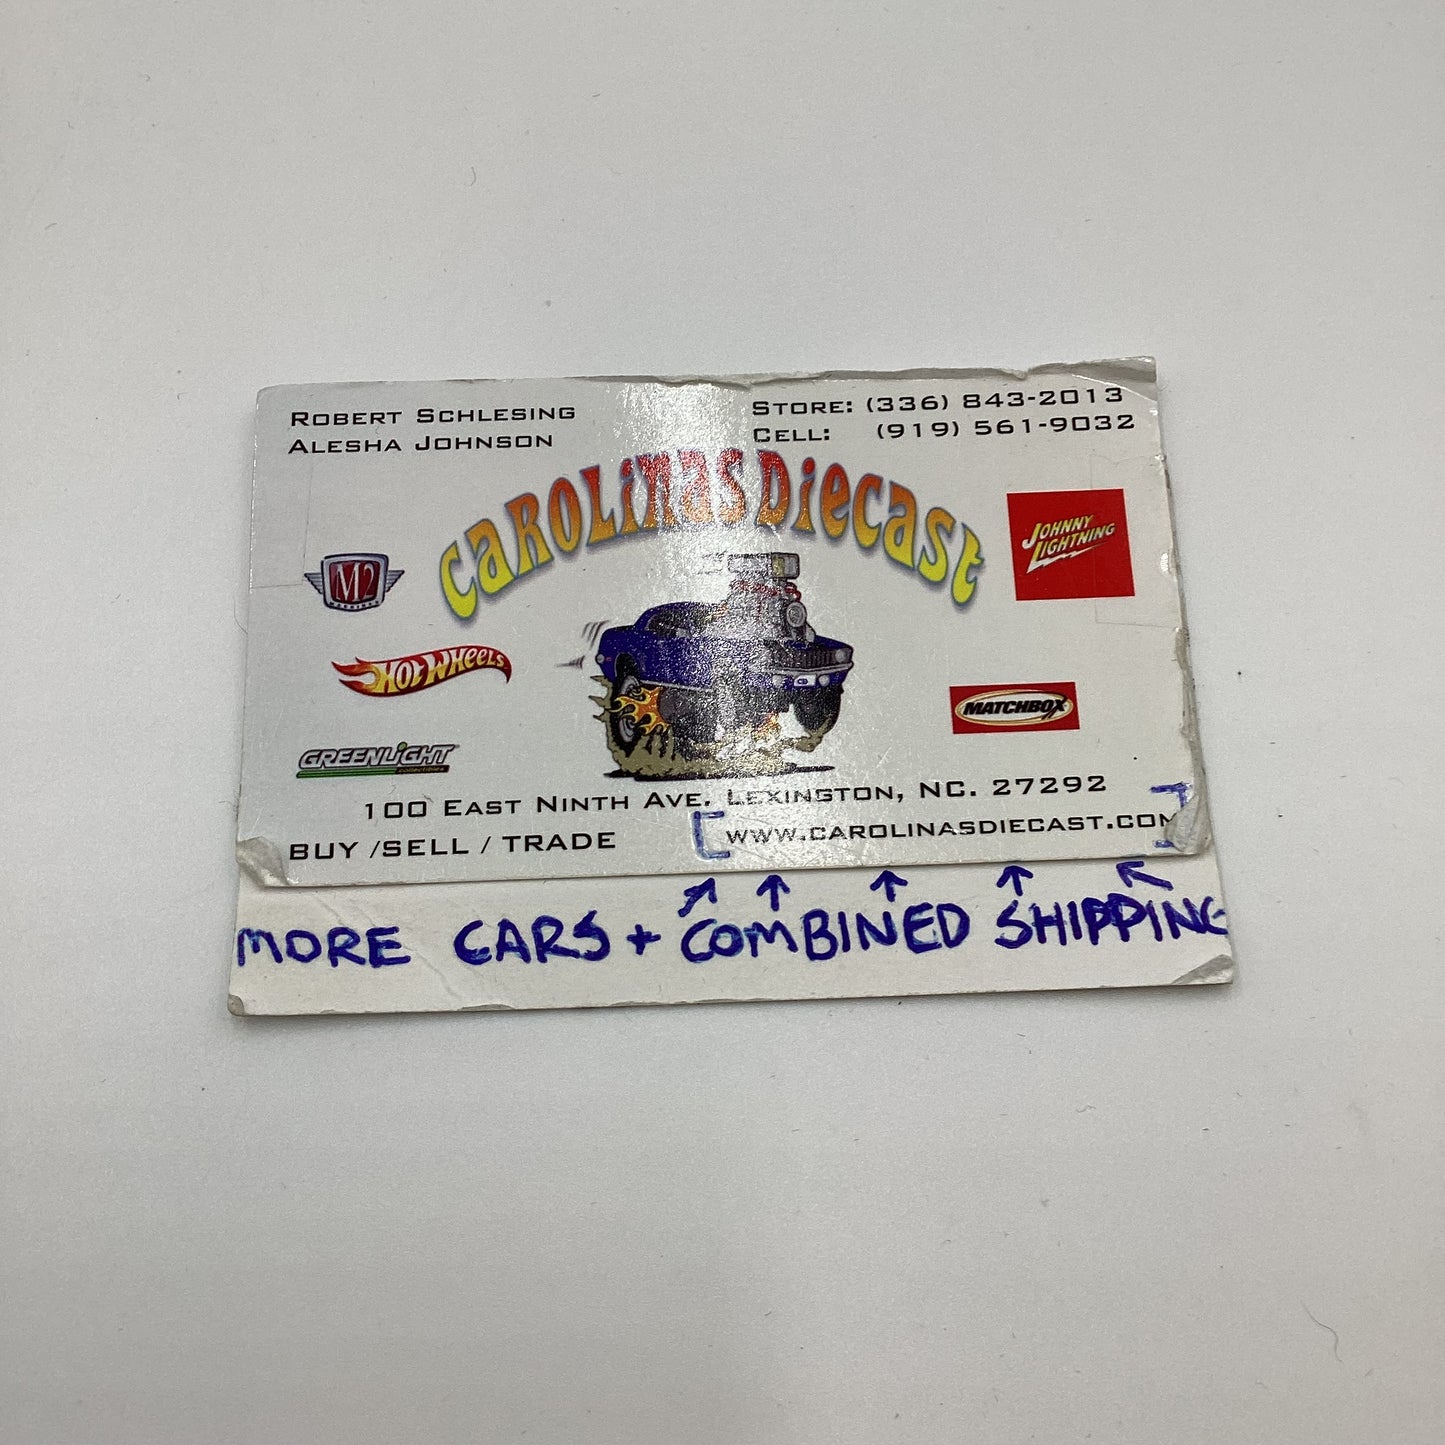 ROBERT SCHLESING
ALESHA JOHNSON
STORE: (336) 843-2013
CELL: (919) 561-9032
CAROLINAS DIECAST
M2
MACHINES
JOHNNY
LIGHTNING
HOT WHEELS
MATCHBOX
GREENLIGHT
collectibles
100 EAST NINTH AVE. LEXINGTON, NC. 27292
BUY /SELL / TRADE
[WWW.CAROLINASDIECAST.COM]
MORE CARS + COMBINED SHIPPING